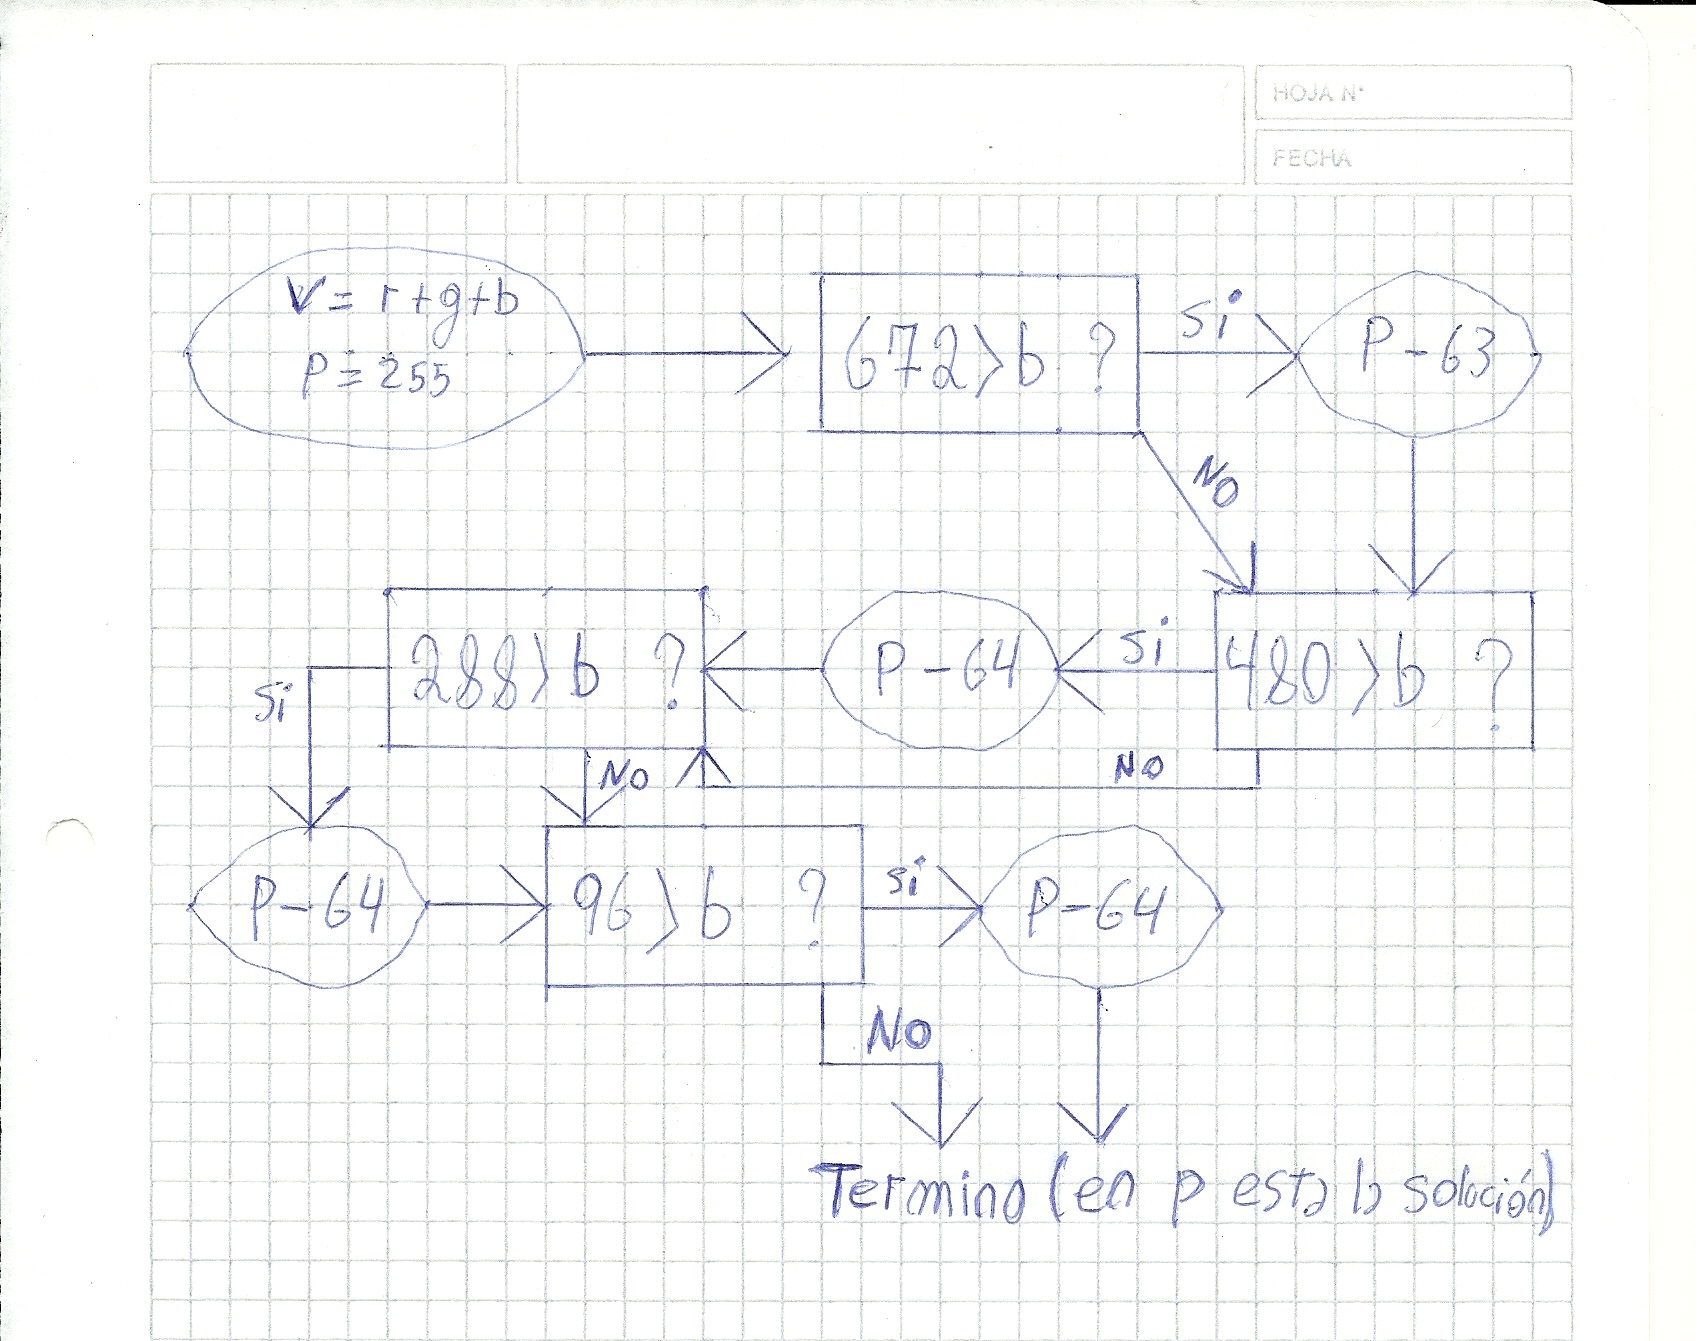 HOJA N°
FECHA
V = r+g+b
P = 255
672>b ?
si
P-63
NO
288>b ?
P-64
si
480>b ?
si
NO
NO
P-64
96>b ?
si
P-64
NO
Termino (en p esta la solución)